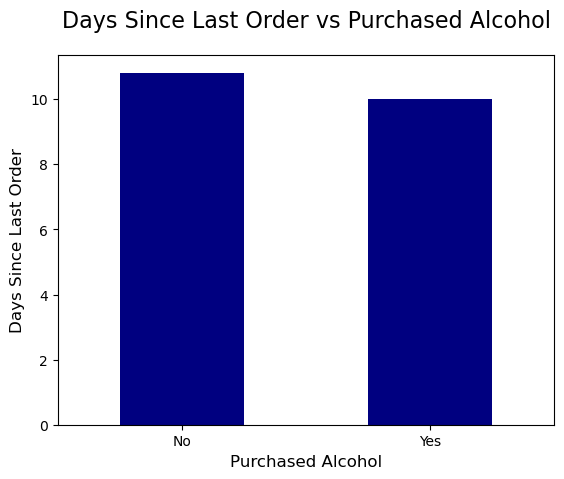 Days Since Last Order vs Purchased Alcohol
Days Since Last Order
10
8
6
4
2
0
No Yes
Purchased Alcohol